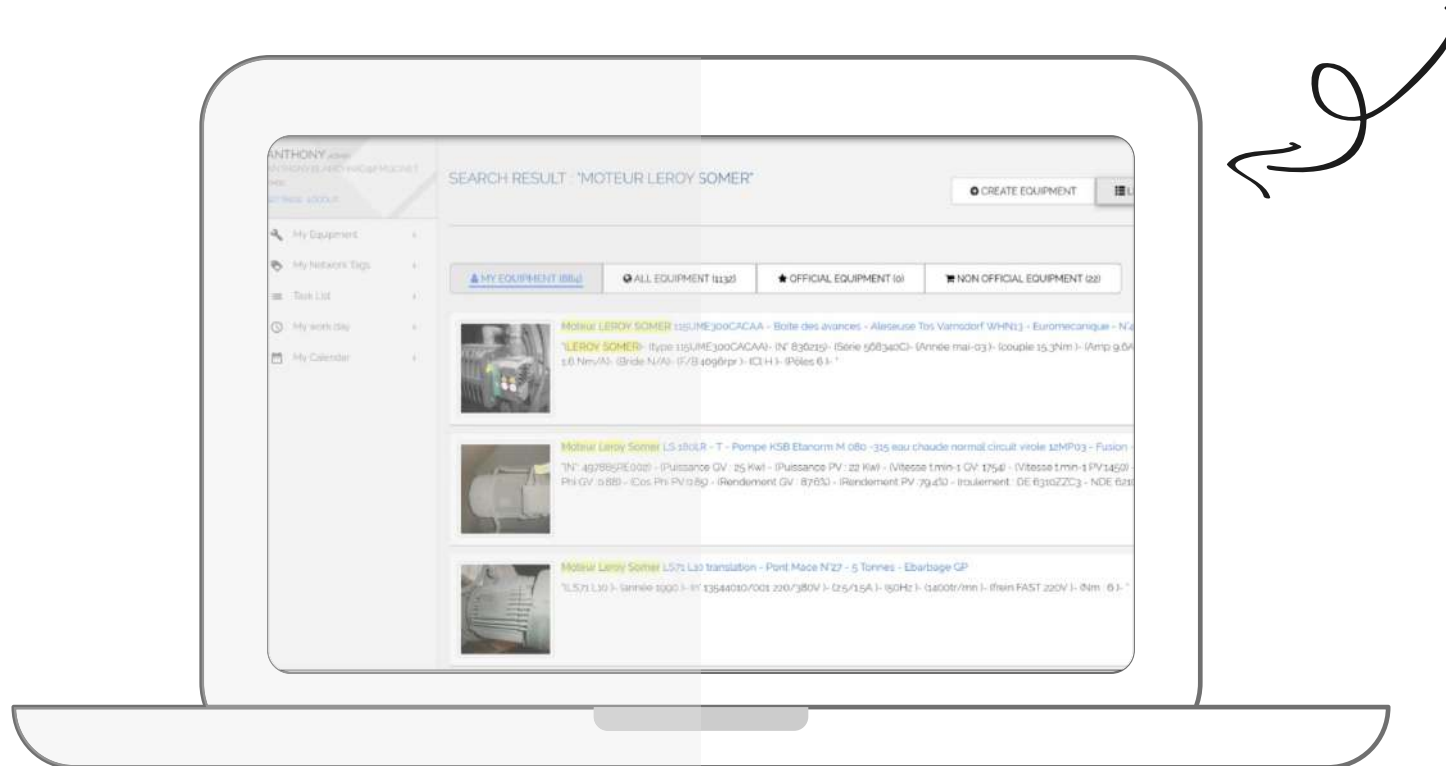 ANTHONY
SETTINGS LOGOUT
My Equipment
My Network Tags
Task List
My work day
My Calendar
SEARCH RESULT : "MOTEUR LEROY SOMER"
CREATE EQUIPMENT
MY EQUIPMENT (884) ALL EQUIPMENT (1132) OFFICIAL EQUIPMENT (0) NON OFFICIAL EQUIPMENT (22)
Moteur LEROY SOMER 115UME300CACAA - Boite des avances - Aleseuse Tos Varnsdorf WHN13 - Euromecanique -
"LEROY SOMER)- (type 115UME300CACAA)- (N° 836215)- (Série 568340C)- (Année mai-03 )- (couple 15.3Nm )- (Amp 9.6A
1.6 Nm/A)- (Bride N/A)- (F/B 4096rpr )- (Cl H )- (Pôles 6 )- "
Moteur Leroy Somer LS 180LR - T - Pompe KSB Etanorm M 080 -315 eau chaude normal circuit virole 12MP03 - Fusion -
"(N°: 497885PE002) - (Puissance GV : 25 Kw) - (Puissance PV : 22 Kw) - (Vitesse t.min-1 GV: 1754) - (Vitesse t.min-1 PV:1450) -
Phi GV :0.88) - (Cos Phi PV:0.85) - (Rendement GV : 87.6%) - (Rendement PV :79.4%) - (roulement : DE 6310ZZC3 - NDE
Moteur Leroy Somer LS71 L10 translation - Pont Mace N°27 - 5 Tonnes - Ebarbage GP
"(LS71 L10 )- (année 1990 )- (n° 13544010/001 220/380V )- (2.5/1.5A )- (50Hz )- (1400tr/mn )- (frein FAST 220V )- (Nm : 6 )- "